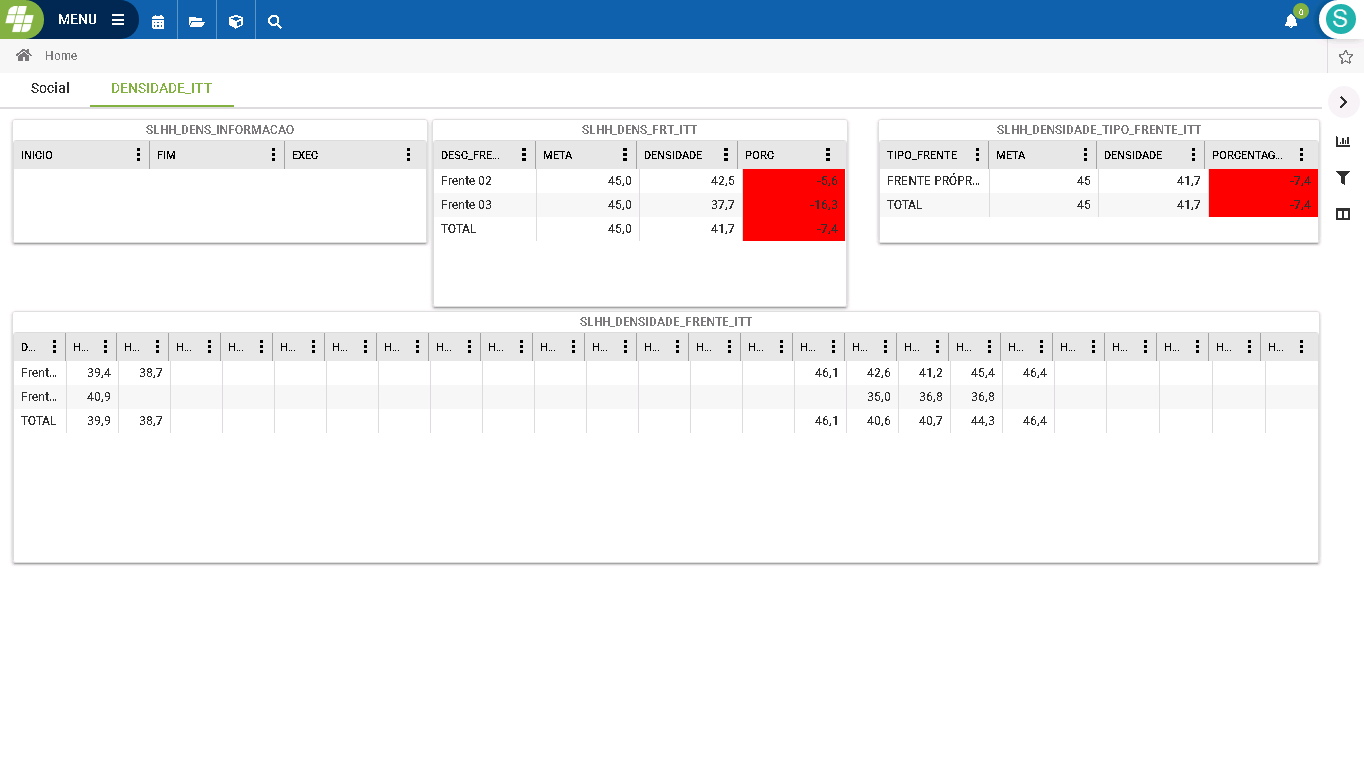 MENU
0
S
Home
Social DENSIDADE_ITT
SLHH_DENS_INFORMACAO
INICIO FIM EXEC
SLHH_DENS_FRT_ITT
DESC_FRE... META DENSIDADE PORC
Frente 02 45,0 42,5 -5,6
Frente 03 45,0 37,7 -16,3
TOTAL 45,0 41,7 -7,4
SLHH_DENSIDADE_TIPO_FRENTE_ITT
TIPO_FRENTE META DENSIDADE PORCENTAG...
FRENTE PRÓPR... 45 41,7 -7,4
TOTAL 45 41,7 -7,4
SLHH_DENSIDADE_FRENTE_ITT
D... H... H... H... H... H... H... H... H... H... H... H... H... H... H... H... H... H... H... H... H... H... H... H... H...
Frent... 39,4 38,7 46,1 42,6 41,2 45,4 46,4
Frent... 40,9 35,0 36,8 36,8
TOTAL 39,9 38,7 46,1 40,6 40,7 44,3 46,4